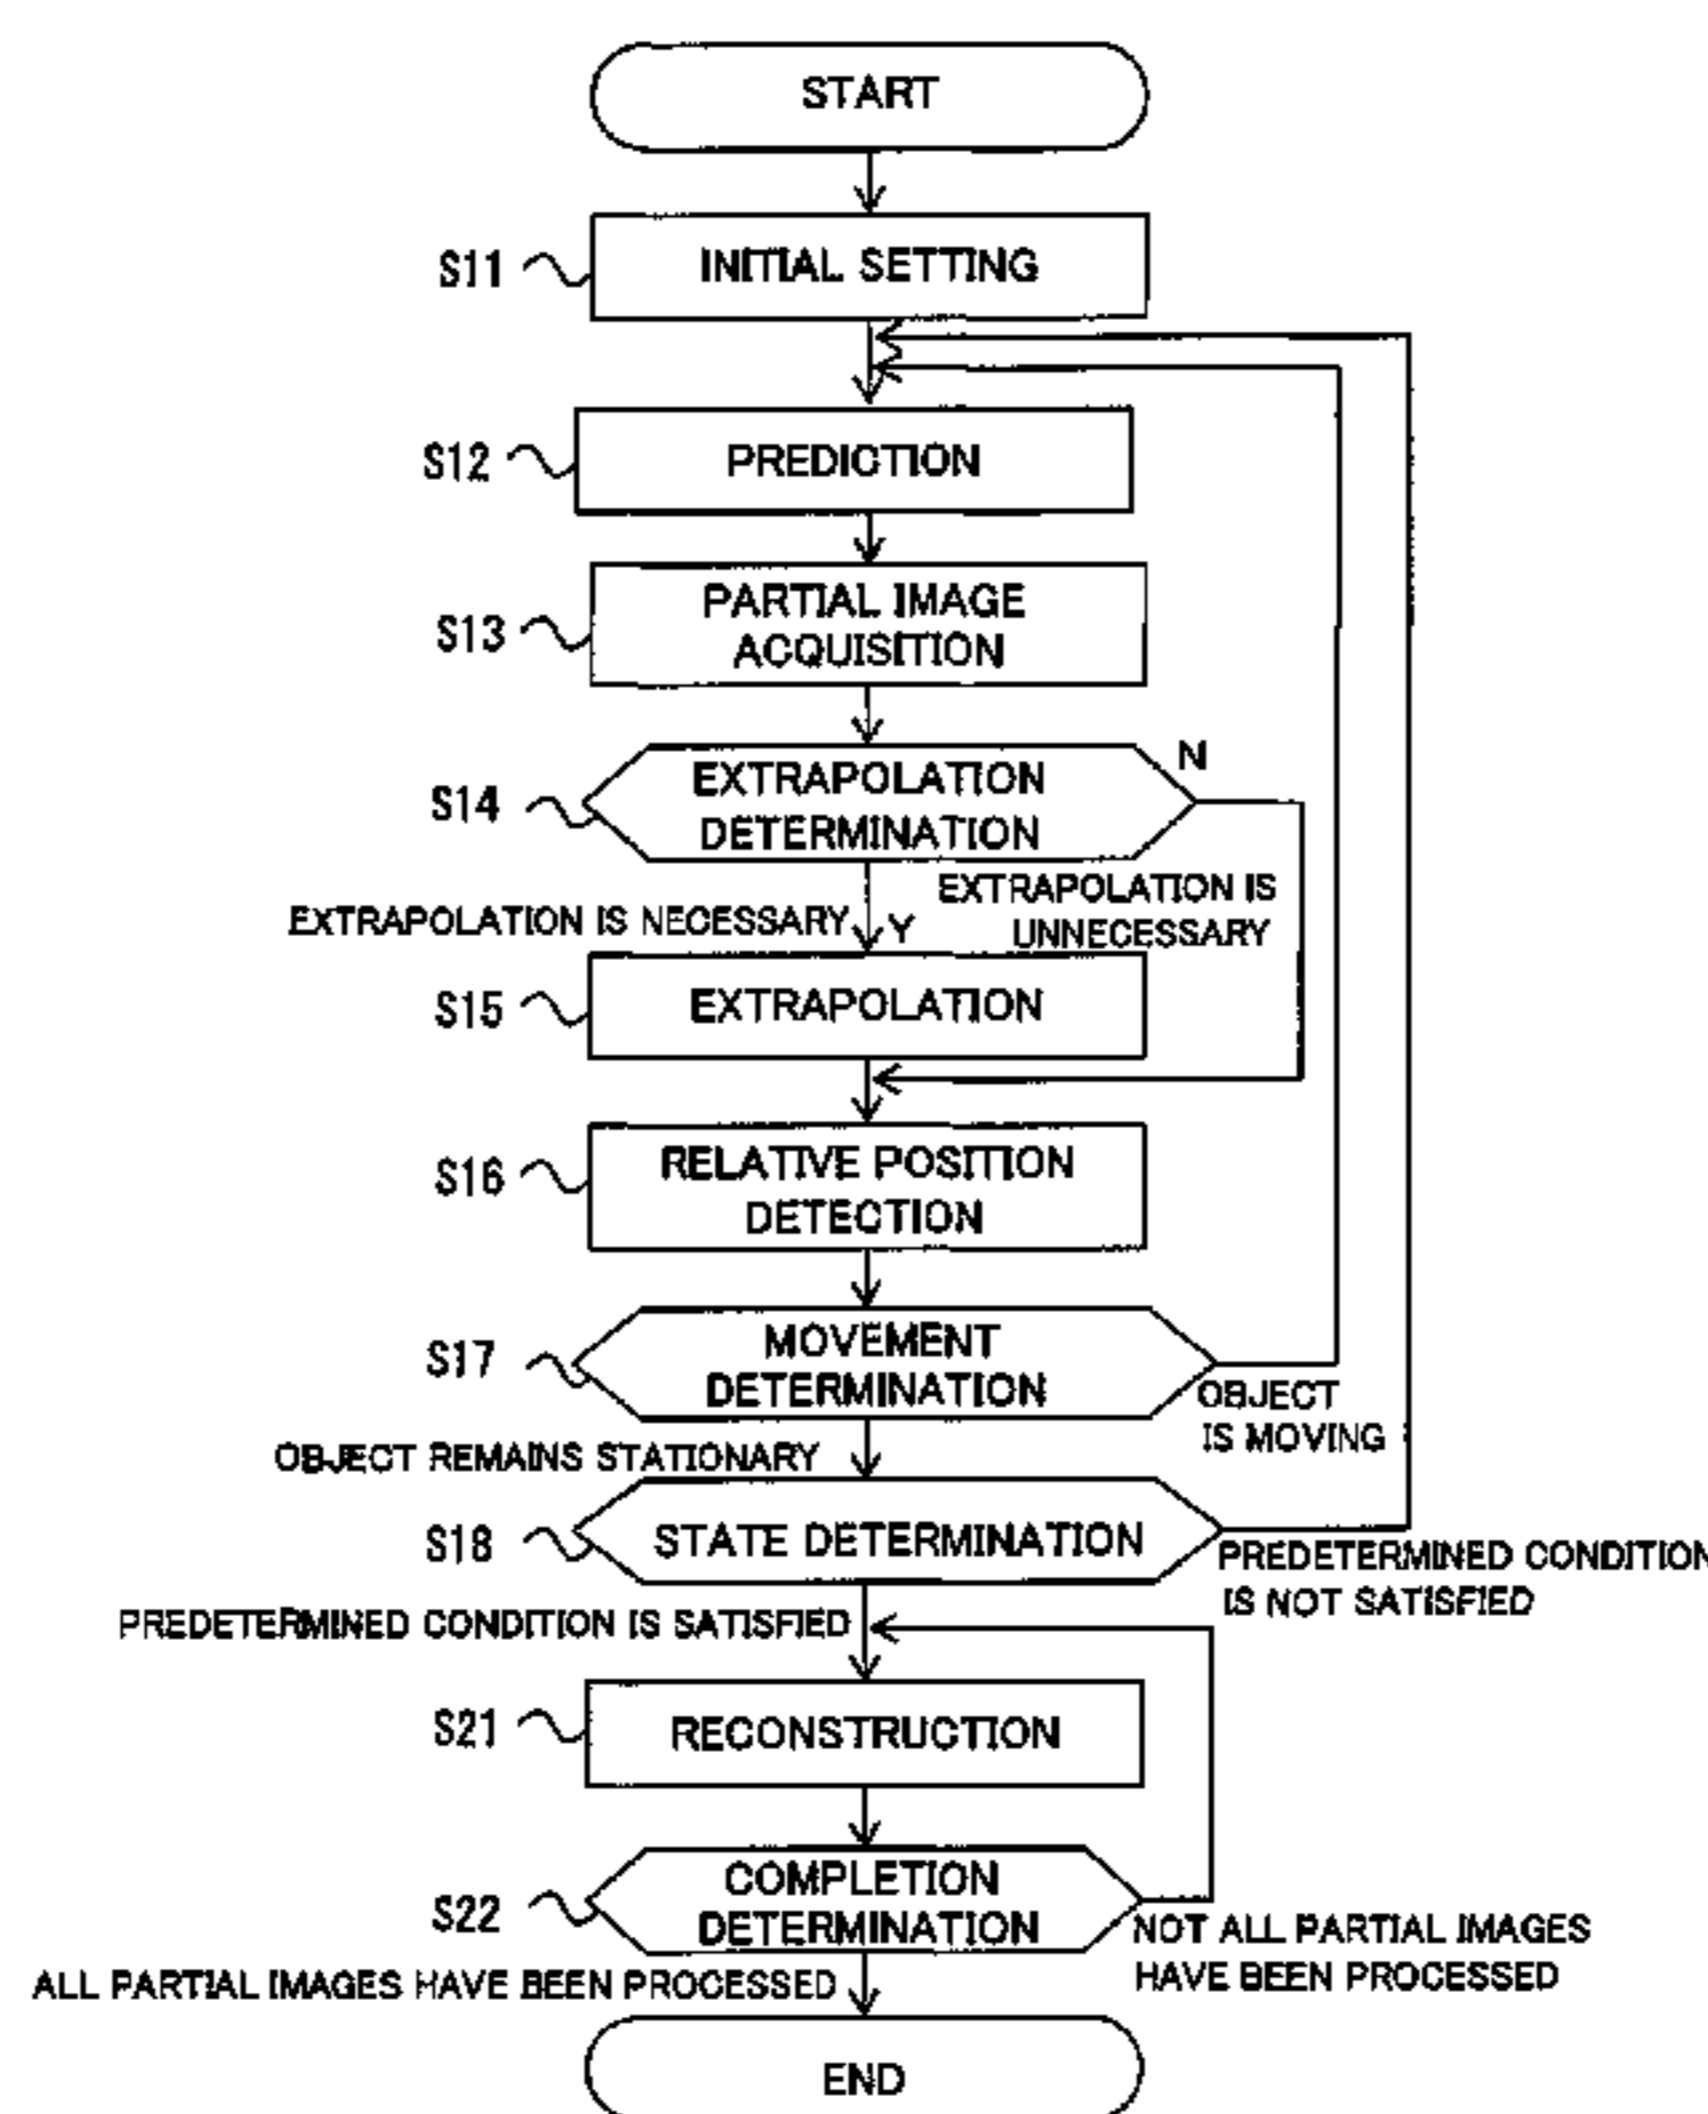 START
S11
INITIAL SETTING
S12
PREDICTION
S13
PARTIAL IMAGE
ACQUISITION
S14
EXTRAPOLATION
DETERMINATION
N
EXTRAPOLATION IS NECESSARY
Y
EXTRAPOLATION IS
UNNECESSARY
S15
EXTRAPOLATION
S16
RELATIVE POSITION
DETECTION
S17
MOVEMENT
DETERMINATION
OBJECT
IS MOVING
OBJECT REMAINS STATIONARY
S18
STATE DETERMINATION
PREDETERMINED CONDITION
IS NOT SATISFIED
PREDETERMINED CONDITION IS SATISFIED
S21
RECONSTRUCTION
S22
COMPLETION
DETERMINATION
NOT ALL PARTIAL IMAGES
HAVE BEEN PROCESSED
ALL PARTIAL IMAGES HAVE BEEN PROCESSED
END